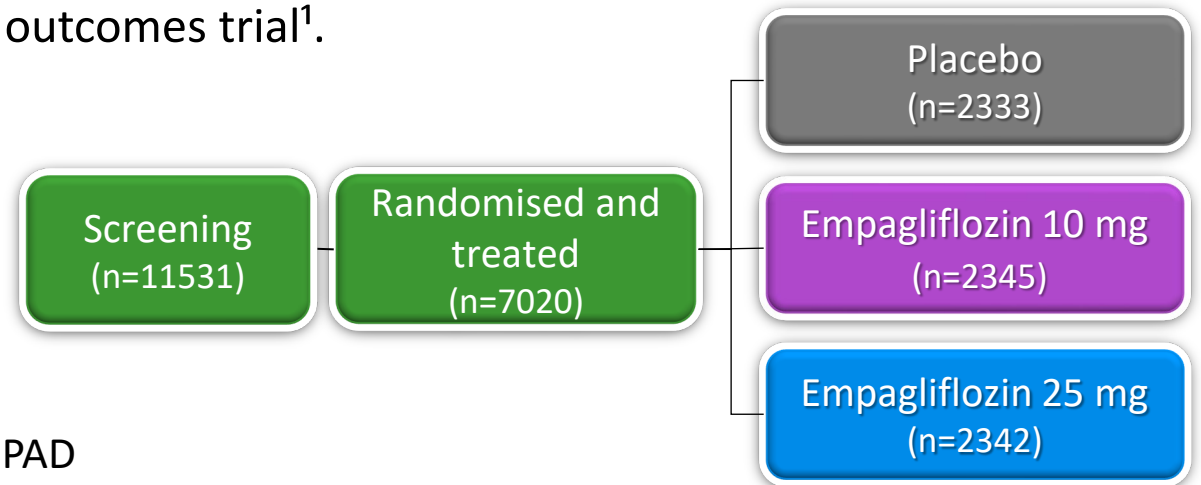 outcomes trial¹.
Screening
(n=11531)
Randomised and
treated
(n=7020)
Placebo
(n=2333)
Empagliflozin 10 mg
(n=2345)
Empagliflozin 25 mg
(n=2342)
PAD